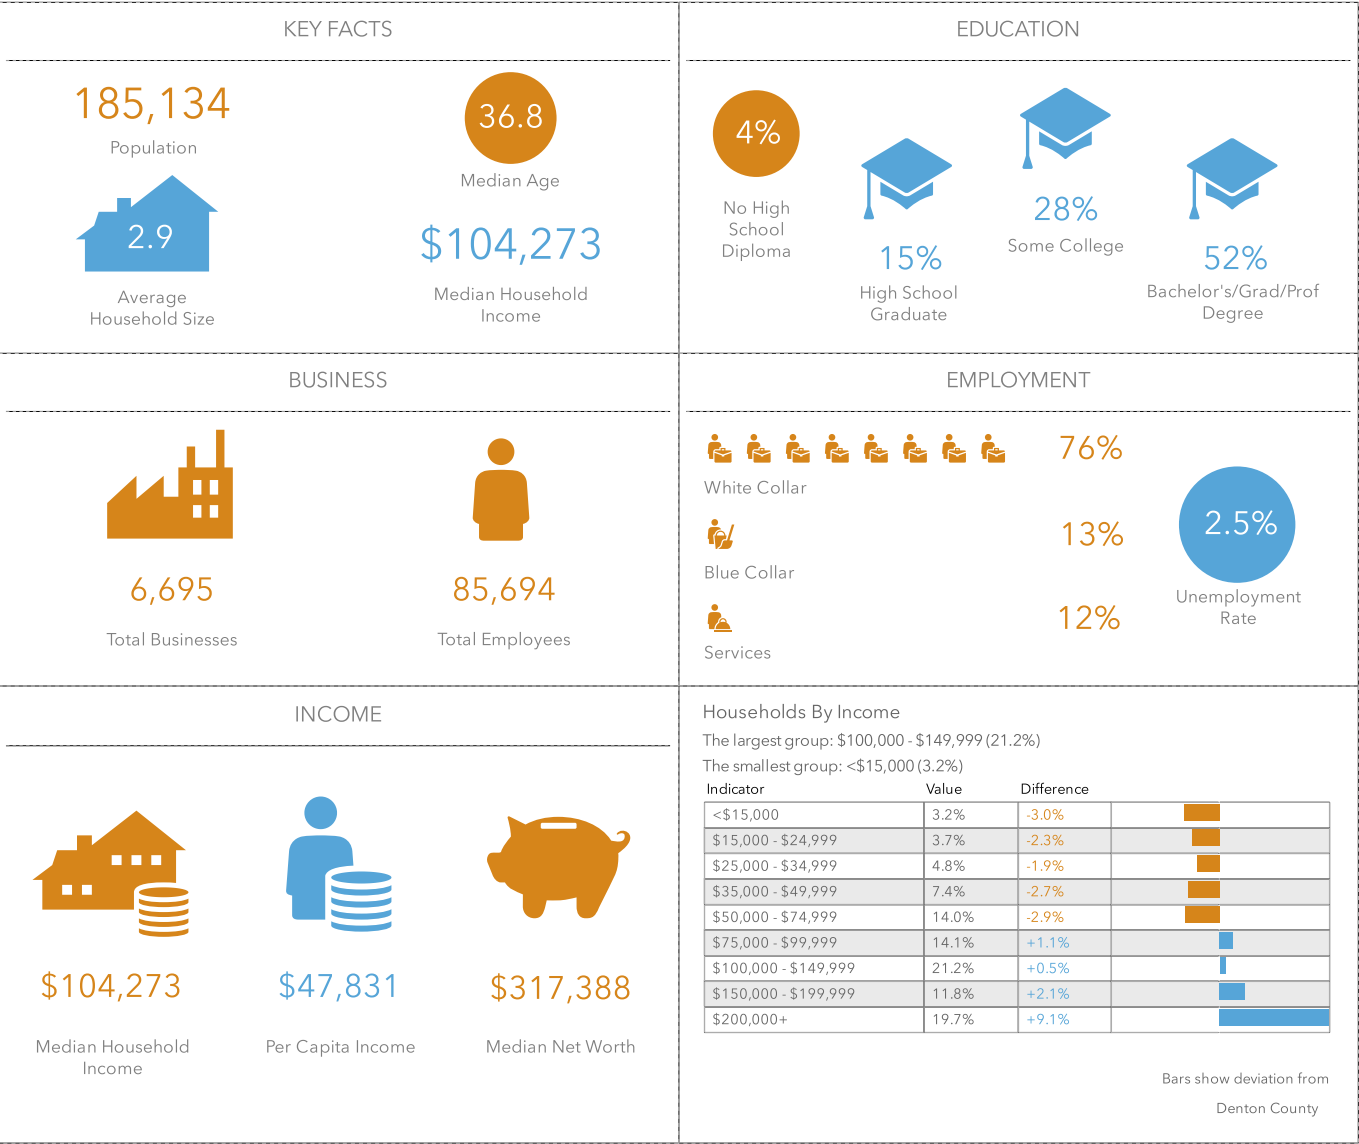 KEY FACTS
185,134
Population
36.8
Median Age
2.9
Average
Household Size
$104,273
Median Household
Income
EDUCATION
4%
No High
School
Diploma
15%
High School
Graduate
28%
Some College
52%
Bachelor's/Grad/Prof
Degree
BUSINESS
6,695
Total Businesses
85,694
Total Employees
EMPLOYMENT
76%
White Collar
13%
Blue Collar
12%
Services
2.5%
Unemployment
Rate
INCOME
$104,273
Median Household
Income
$47,831
Per Capita Income
$317,388
Median Net Worth
Households By Income
The largest group: $100,000 - $149,999 (21.2%)
The smallest group: <$15,000 (3.2%)
Indicator Value Difference
<$15,000 3.2% -3.0%
$15,000 - $24,999 3.7% -2.3%
$25,000 - $34,999 4.8% -1.9%
$35,000 - $49,999 7.4% -2.7%
$50,000 - $74,999 14.0% -2.9%
$75,000 - $99,999 14.1% +1.1%
$100,000 - $149,999 21.2% +0.5%
$150,000 - $199,999 11.8% +2.1%
$200,000+ 19.7% +9.1%
Bars show deviation from
Denton County